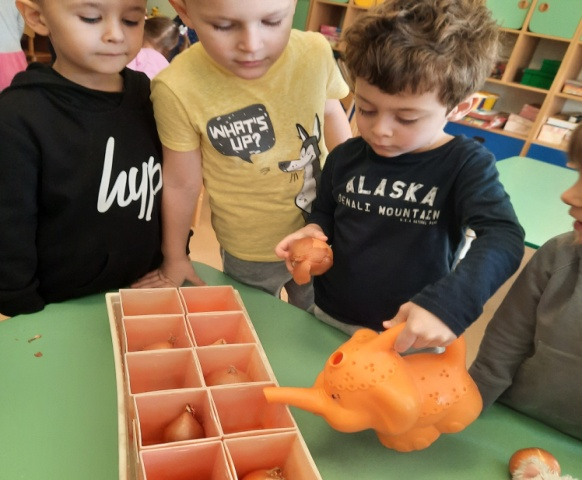 hyp
WHAT'S
UP?
ALASKA
DENALI MOUNTAIN